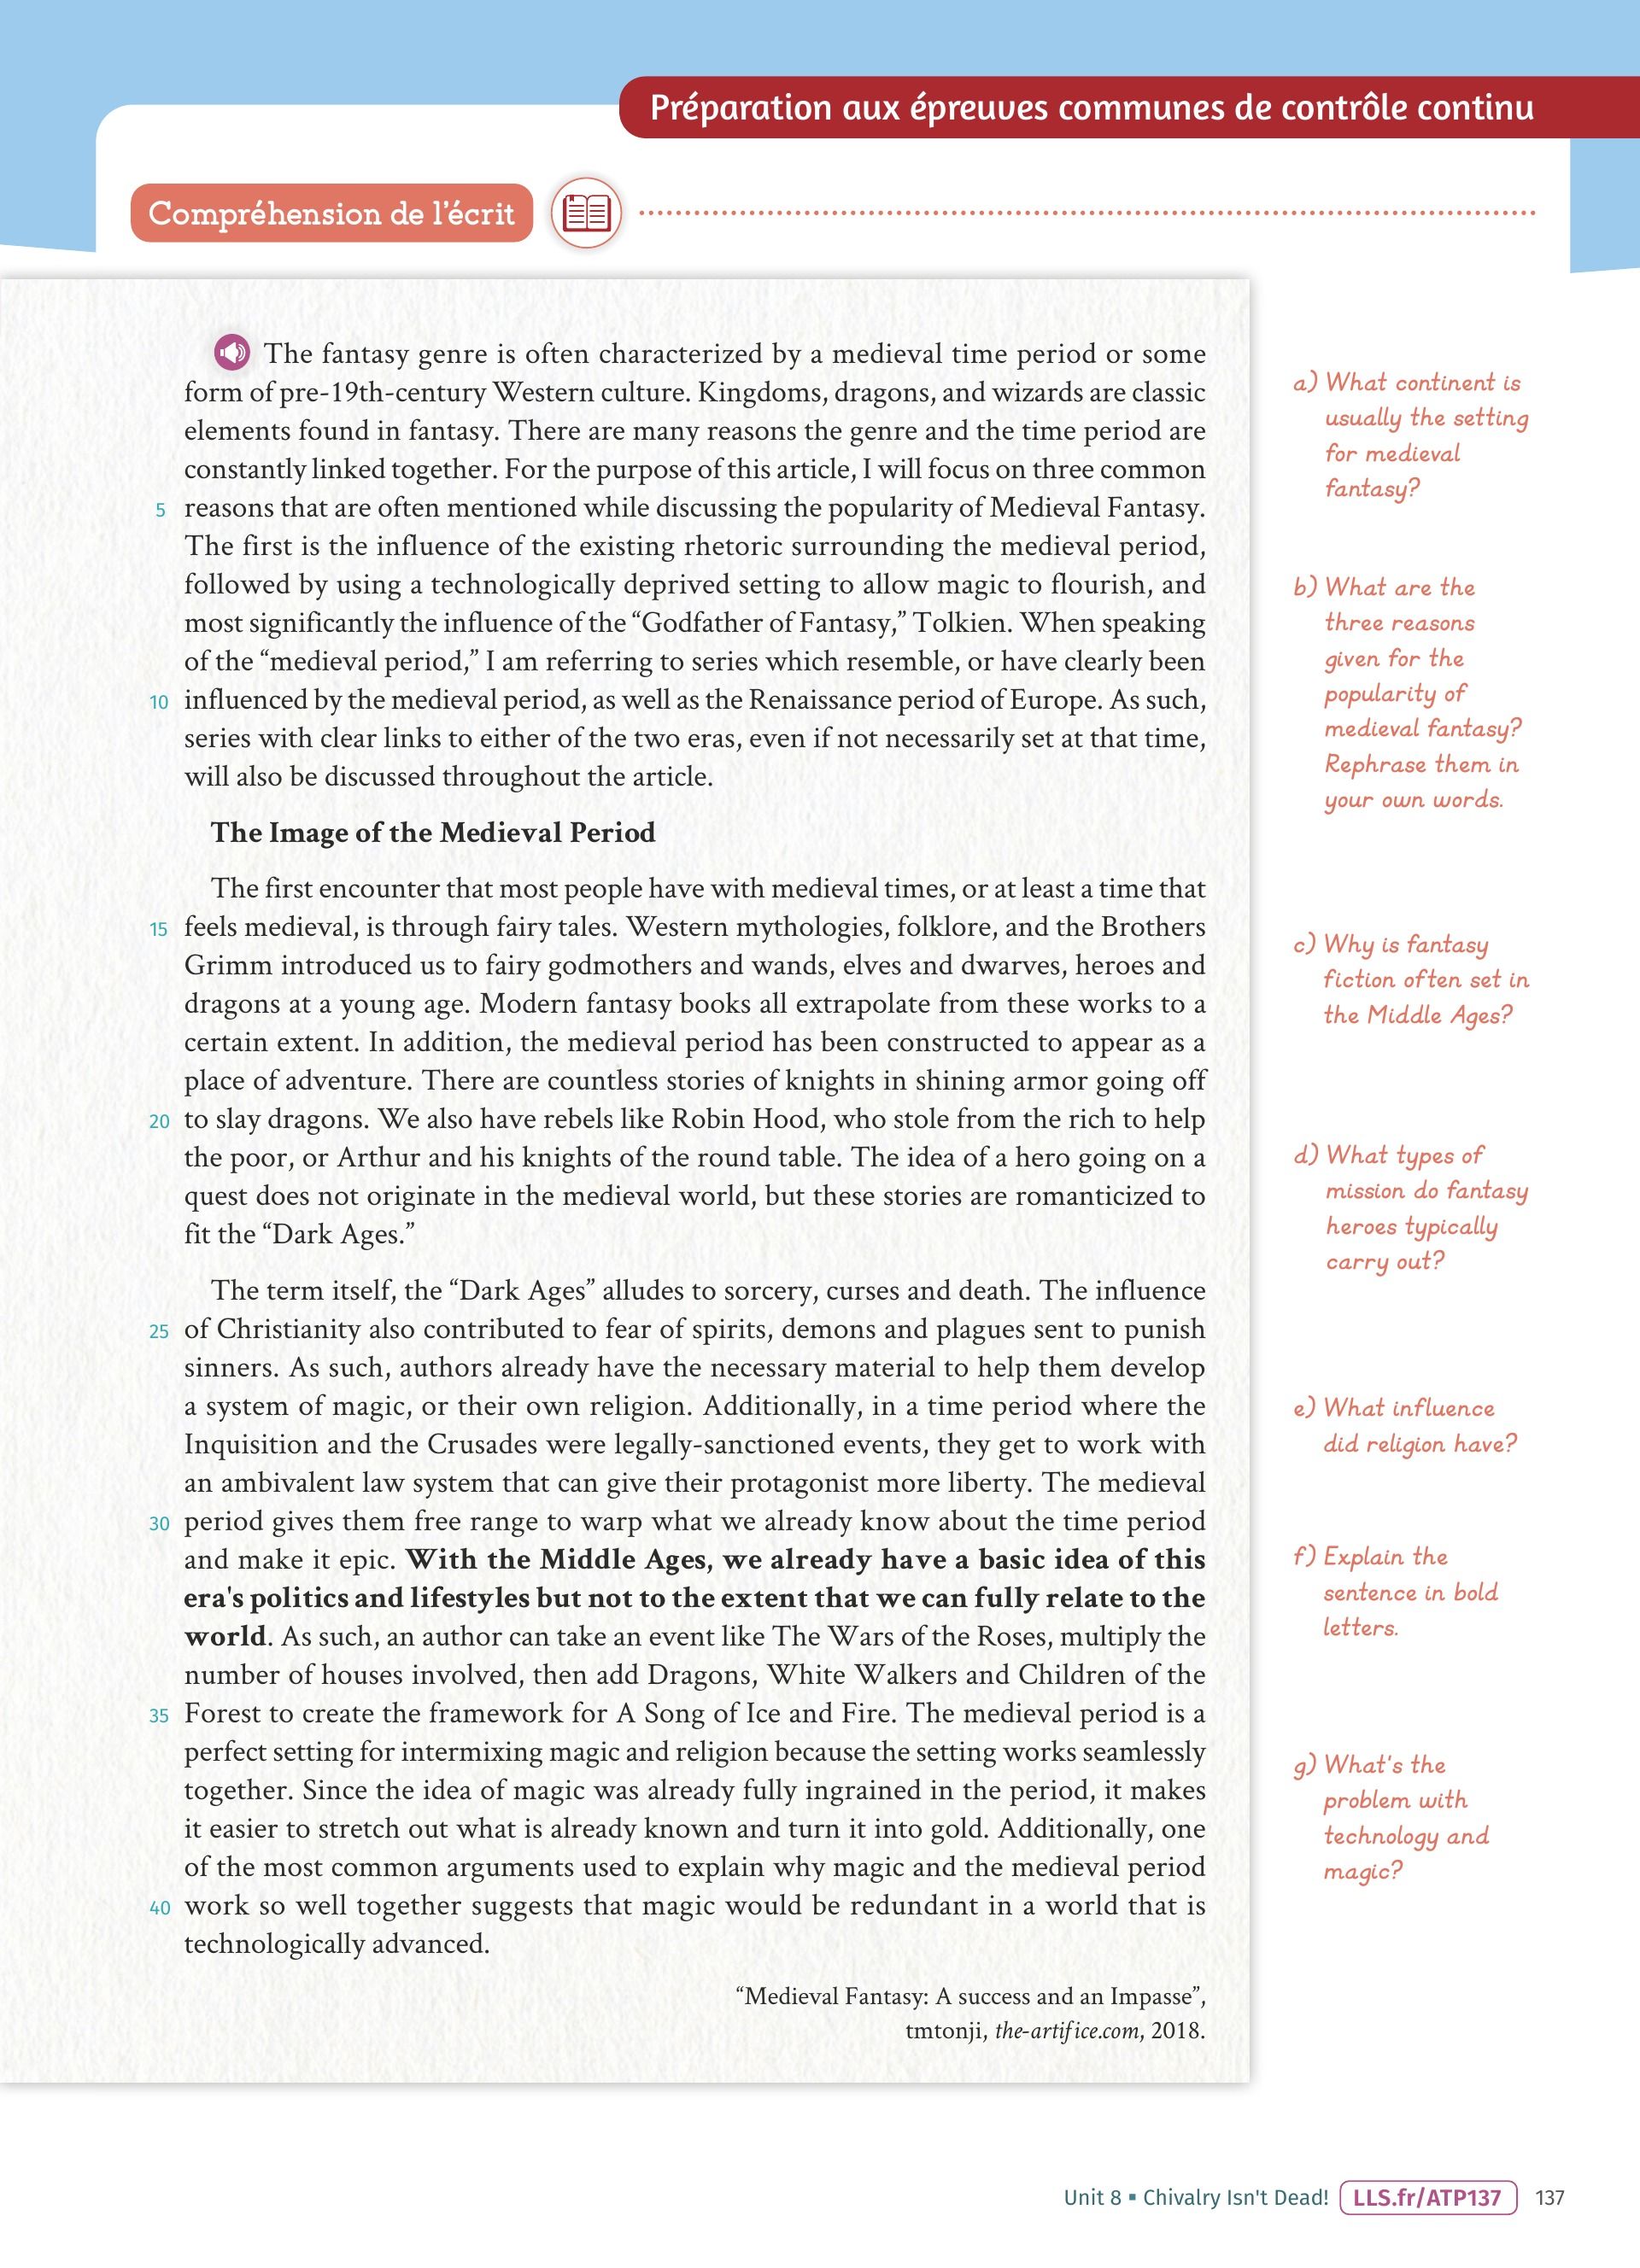 Préparation aux épreuves communes de contrôle continu
Compréhension de l'écrit
The fantasy genre is often characterized by a medieval time period or some
form of pre-19th-century Western culture. Kingdoms, dragons, and wizards are classic
elements found in fantasy. There are many reasons the genre and the time period are
constantly linked together. For the purpose of this article, I will focus on three common
5 reasons that are often mentioned while discussing the popularity of Medieval Fantasy.
The first is the influence of the existing rhetoric surrounding the medieval period,
followed by using a technologically deprived setting to allow magic to flourish, and
most significantly the influence of the “Godfather of Fantasy,” Tolkien. When speaking
of the “medieval period,” I am referring to series which resemble, or have clearly been
10 influenced by the medieval period, as well as the Renaissance period of Europe. As such,
series with clear links to either of the two eras, even if not necessarily set at that time,
will also be discussed throughout the article.
The Image of the Medieval Period
The first encounter that most people have with medieval times, or at least a time that
15 feels medieval, is through fairy tales. Western mythologies, folklore, and the Brothers
Grimm introduced us to fairy godmothers and wands, elves and dwarves, heroes and
dragons at a young age. Modern fantasy books all extrapolate from these works to a
certain extent. In addition, the medieval period has been constructed to appear as a
place of adventure. There are countless stories of knights in shining armor going off
20 to slay dragons. We also have rebels like Robin Hood, who stole from the rich to help
the poor, or Arthur and his knights of the round table. The idea of a hero going on a
quest does not originate in the medieval world, but these stories are romanticized to
fit the “Dark Ages.”
The term itself, the “Dark Ages” alludes to sorcery, curses and death. The influence
25 of Christianity also contributed to fear of spirits, demons and plagues sent to punish
sinners. As such, authors already have the necessary material to help them develop
a system of magic, or their own religion. Additionally, in a time period where the
Inquisition and the Crusades were legally-sanctioned events, they get to work with
an ambivalent law system that can give their protagonist more liberty. The medieval
30 period gives them free range to warp what we already know about the time period
and make it epic. With the Middle Ages, we already have a basic idea of this
era's politics and lifestyles but not to the extent that we can fully relate to the
world. As such, an author can take an event like The Wars of the Roses, multiply the
number of houses involved, then add Dragons, White Walkers and Children of the
35 Forest to create the framework for A Song of Ice and Fire. The medieval period is a
perfect setting for intermixing magic and religion because the setting works seamlessly
together. Since the idea of magic was already fully ingrained in the period, it makes
it easier to stretch out what is already known and turn it into gold. Additionally, one
of the most common arguments used to explain why magic and the medieval period
40 work so well together suggests that magic would be redundant in a world that is
technologically advanced.
“Medieval Fantasy: A success and an Impasse”,
tmtonji, the-artifice.com, 2018.
a) What continent is
usually the setting
for medieval
fantasy?
b) What are the
three reasons
given for the
popularity of
medieval fantasy?
Rephrase them in
your own words.
c) Why is fantasy
fiction often set in
the Middle Ages?
d) What types of
mission do fantasy
heroes typically
carry out?
e) What influence
did religion have?
f) Explain the
sentence in bold
letters.
g) What's the
problem with
technology and
magic?
Unit 8 ▪ Chivalry Isn't Dead! LLS.fr/ATP137 137